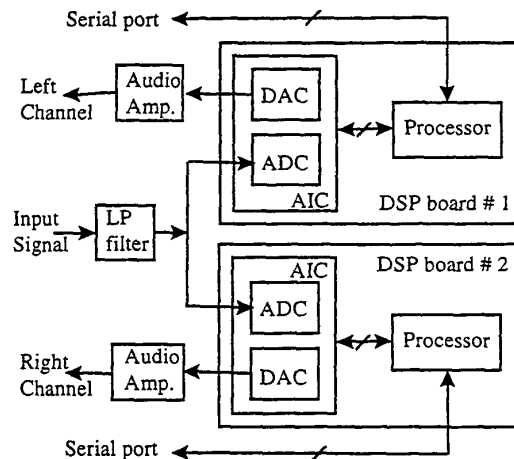 Serial port
Left
Channel
Audio
Amp.
DAC
ADC
AIC
Processor
DSP board # 1
Input
Signal
LP
filter
AIC
DSP board # 2
ADC
DAC
Processor
Right
Channel
Audio
Amp.
Serial port